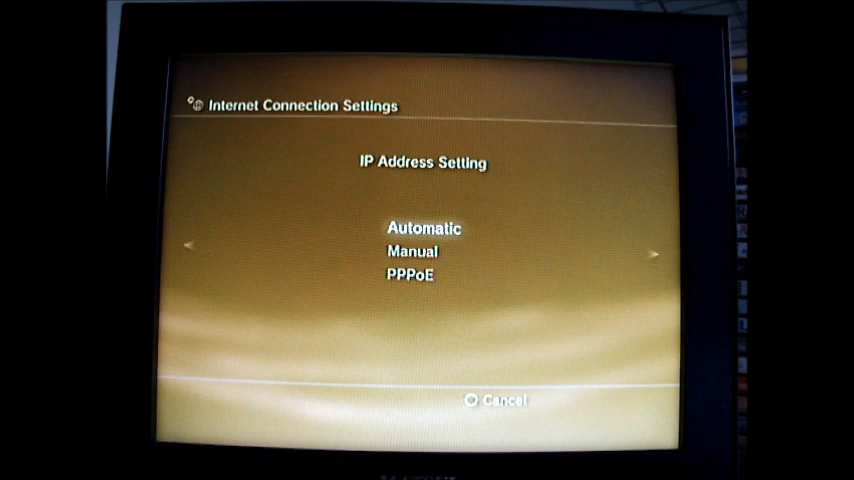 Internet Connection Settings
IP Address Setting
Automatic
Manual
PPPoE
Cancel